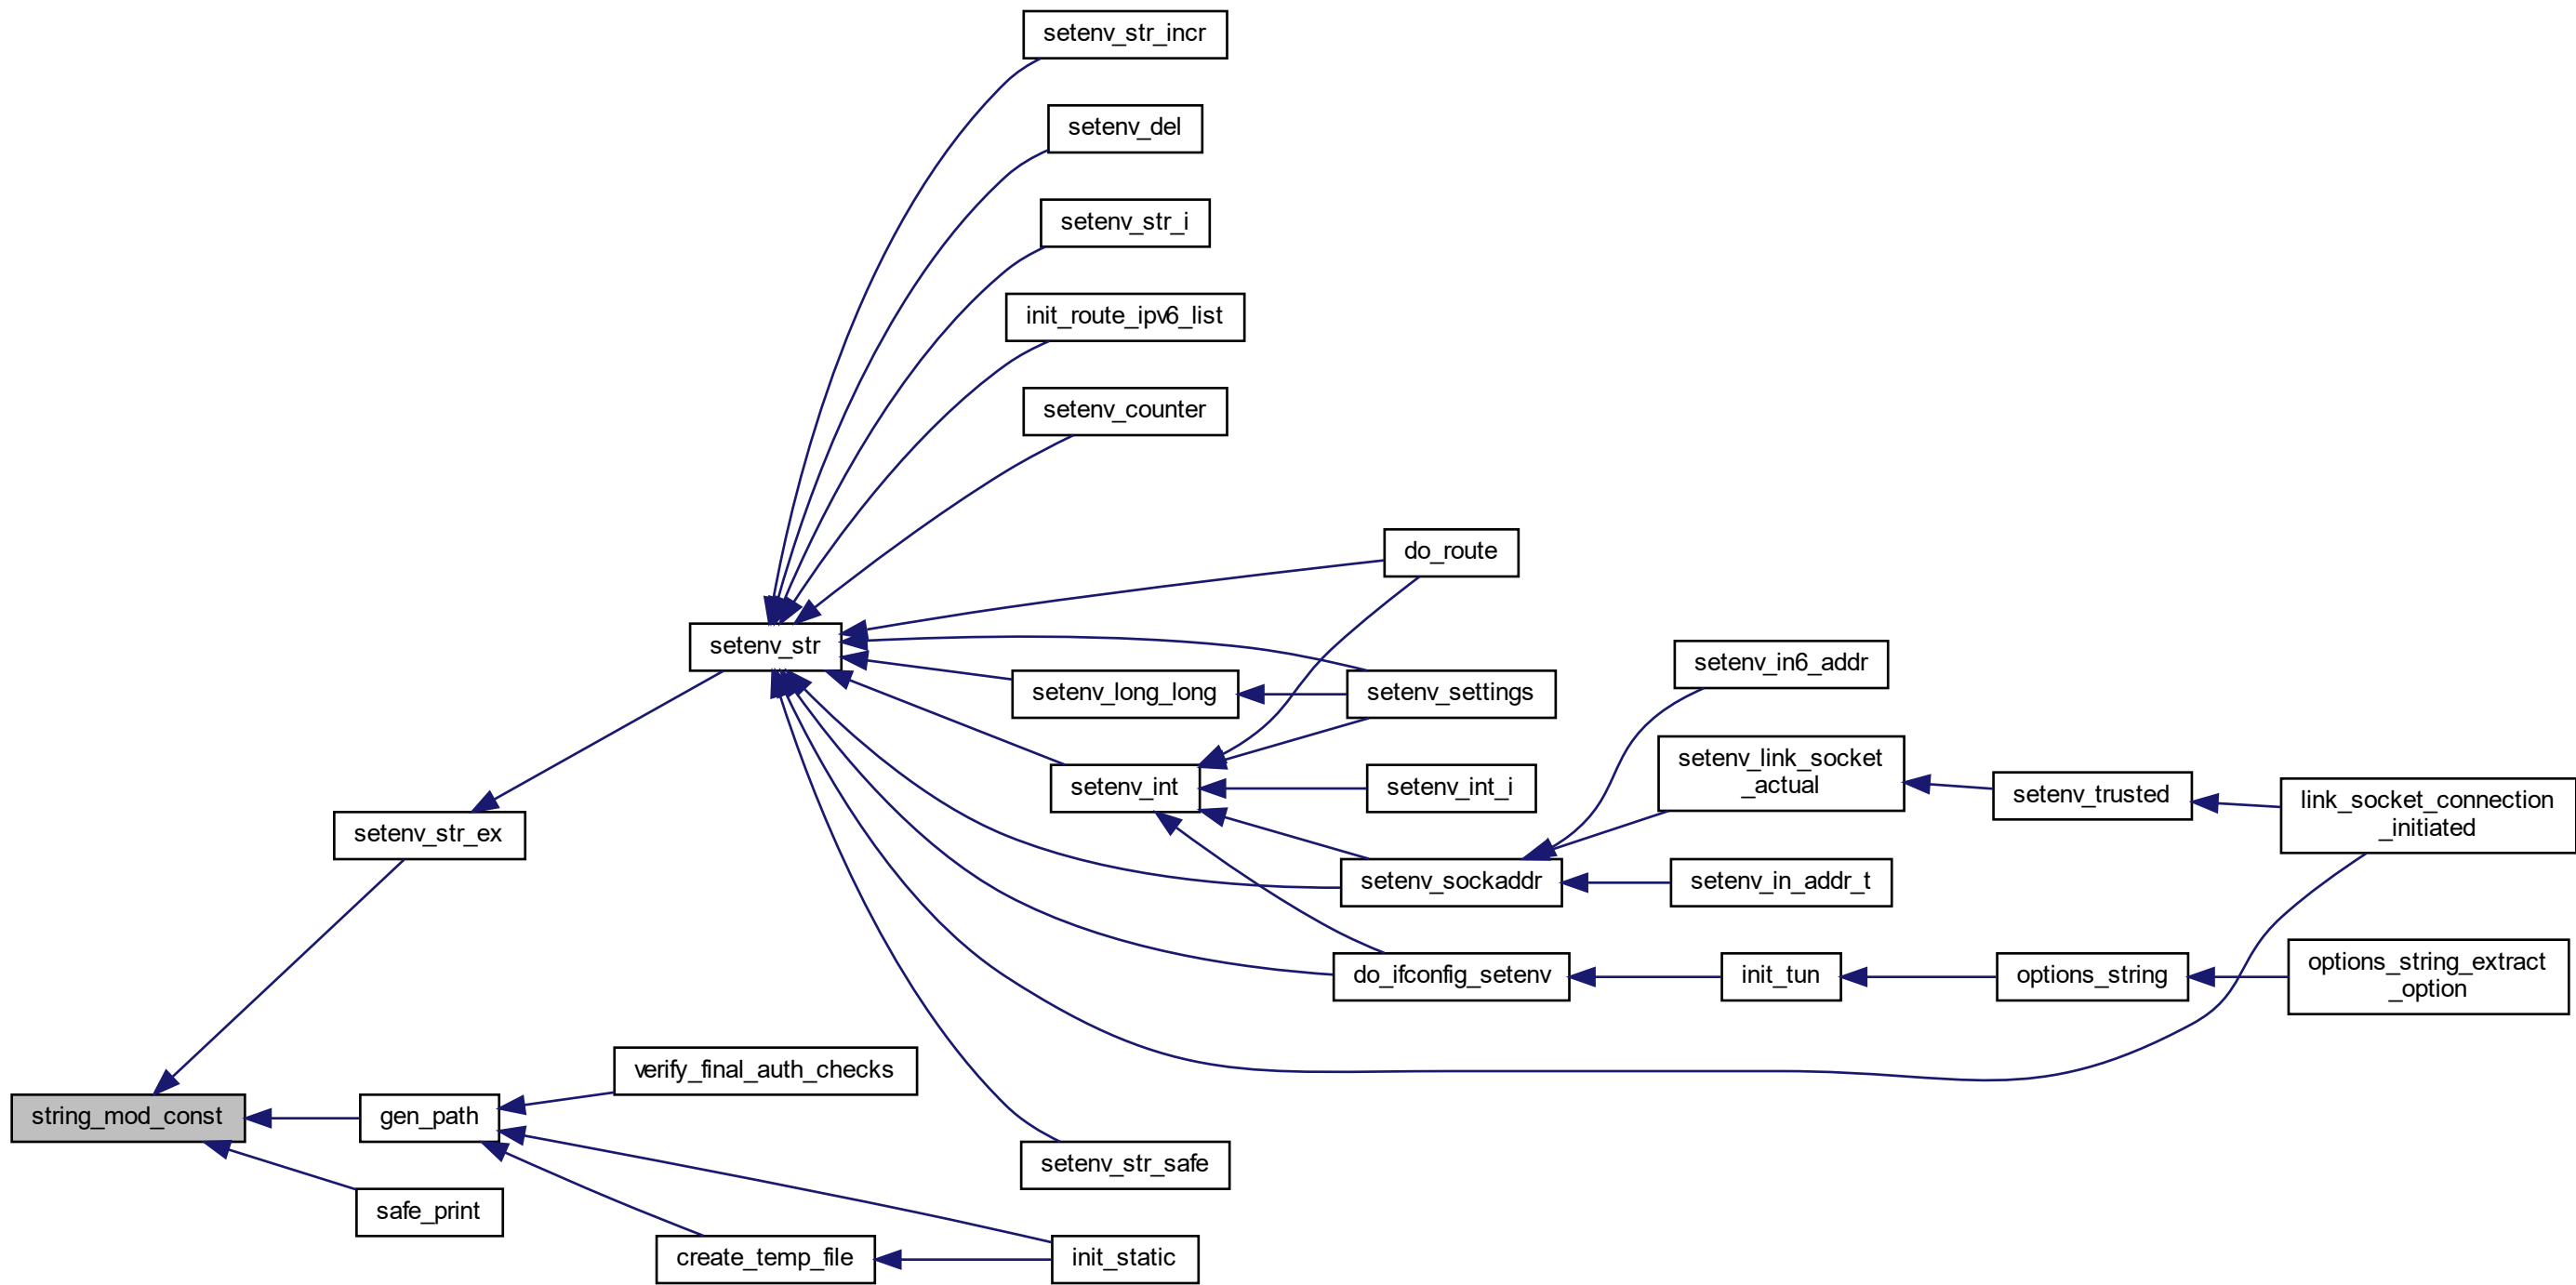 setenv_str_incr
setenv_del
setenv_str_i
init_route_ipv6_list
setenv_counter
do_route
setenv_str
setenv_in6_addr
setenv_long_long
setenv_settings
setenv_link_socket
_actual
setenv_int
setenv_int_i
setenv_trusted
link_socket_connection
_initiated
setenv_str_ex
setenv_sockaddr
setenv_in_addr_t
do_ifconfig_setenv
init_tun
options_string
options_string_extract
_option
verify_final_auth_checks
string_mod_const
gen_path
setenv_str_safe
safe_print
create_temp_file
init_static